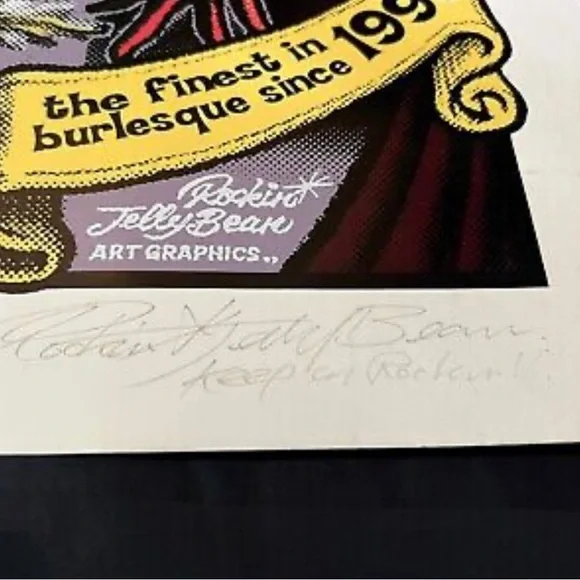 the finest in
burlesque since 199
Rockin*
Jelly Bean
ART GRAPHICS..
Rockin*Jelly Bean.
Keep on Rockin!!